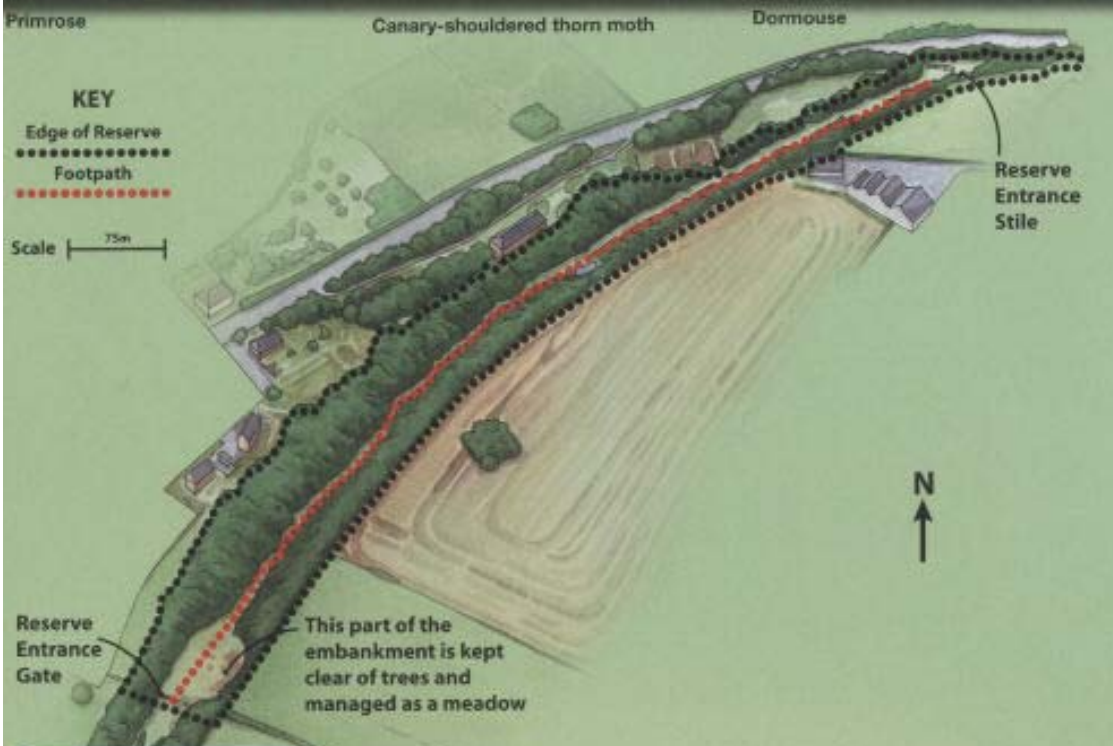 Primrose
Canary-shouldered thorn moth
Dormouse
KEY
Edge of Reserve
Footpath
Scale
75m
Reserve
Entrance
Stile
N
Reserve
Entrance
Gate
This part of the
embankment is kept
clear of trees and
managed as a meadow